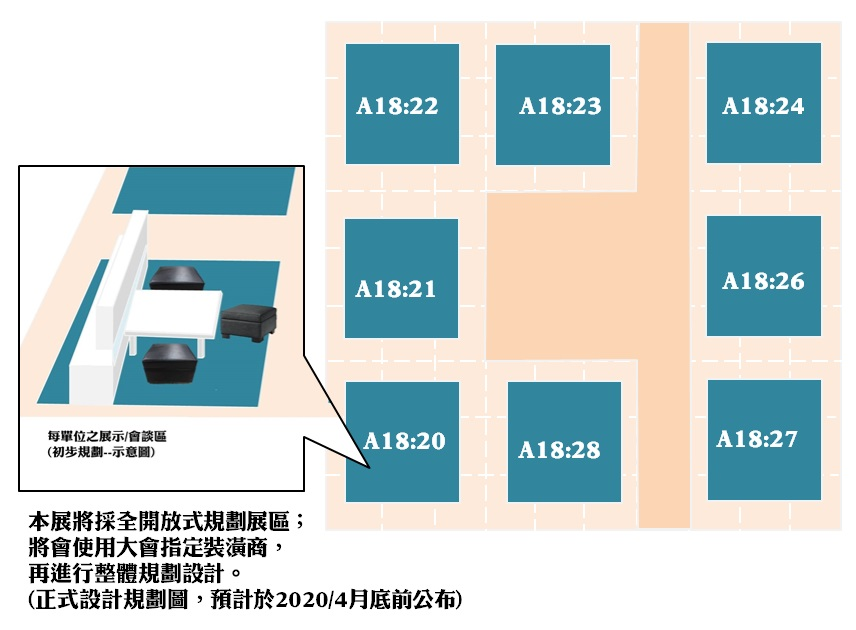 A18:22
A18:23
A18:24
A18:21
A18:26
A18:20
A18:28
A18:27
每單位之展示/會談區
(初步規劃--示意圖)
本展將採全開放式規劃展區；
將會使用大會指定裝潢商，
再進行整體規劃設計。
(正式設計規劃圖，預計於2020/4月底前公布)